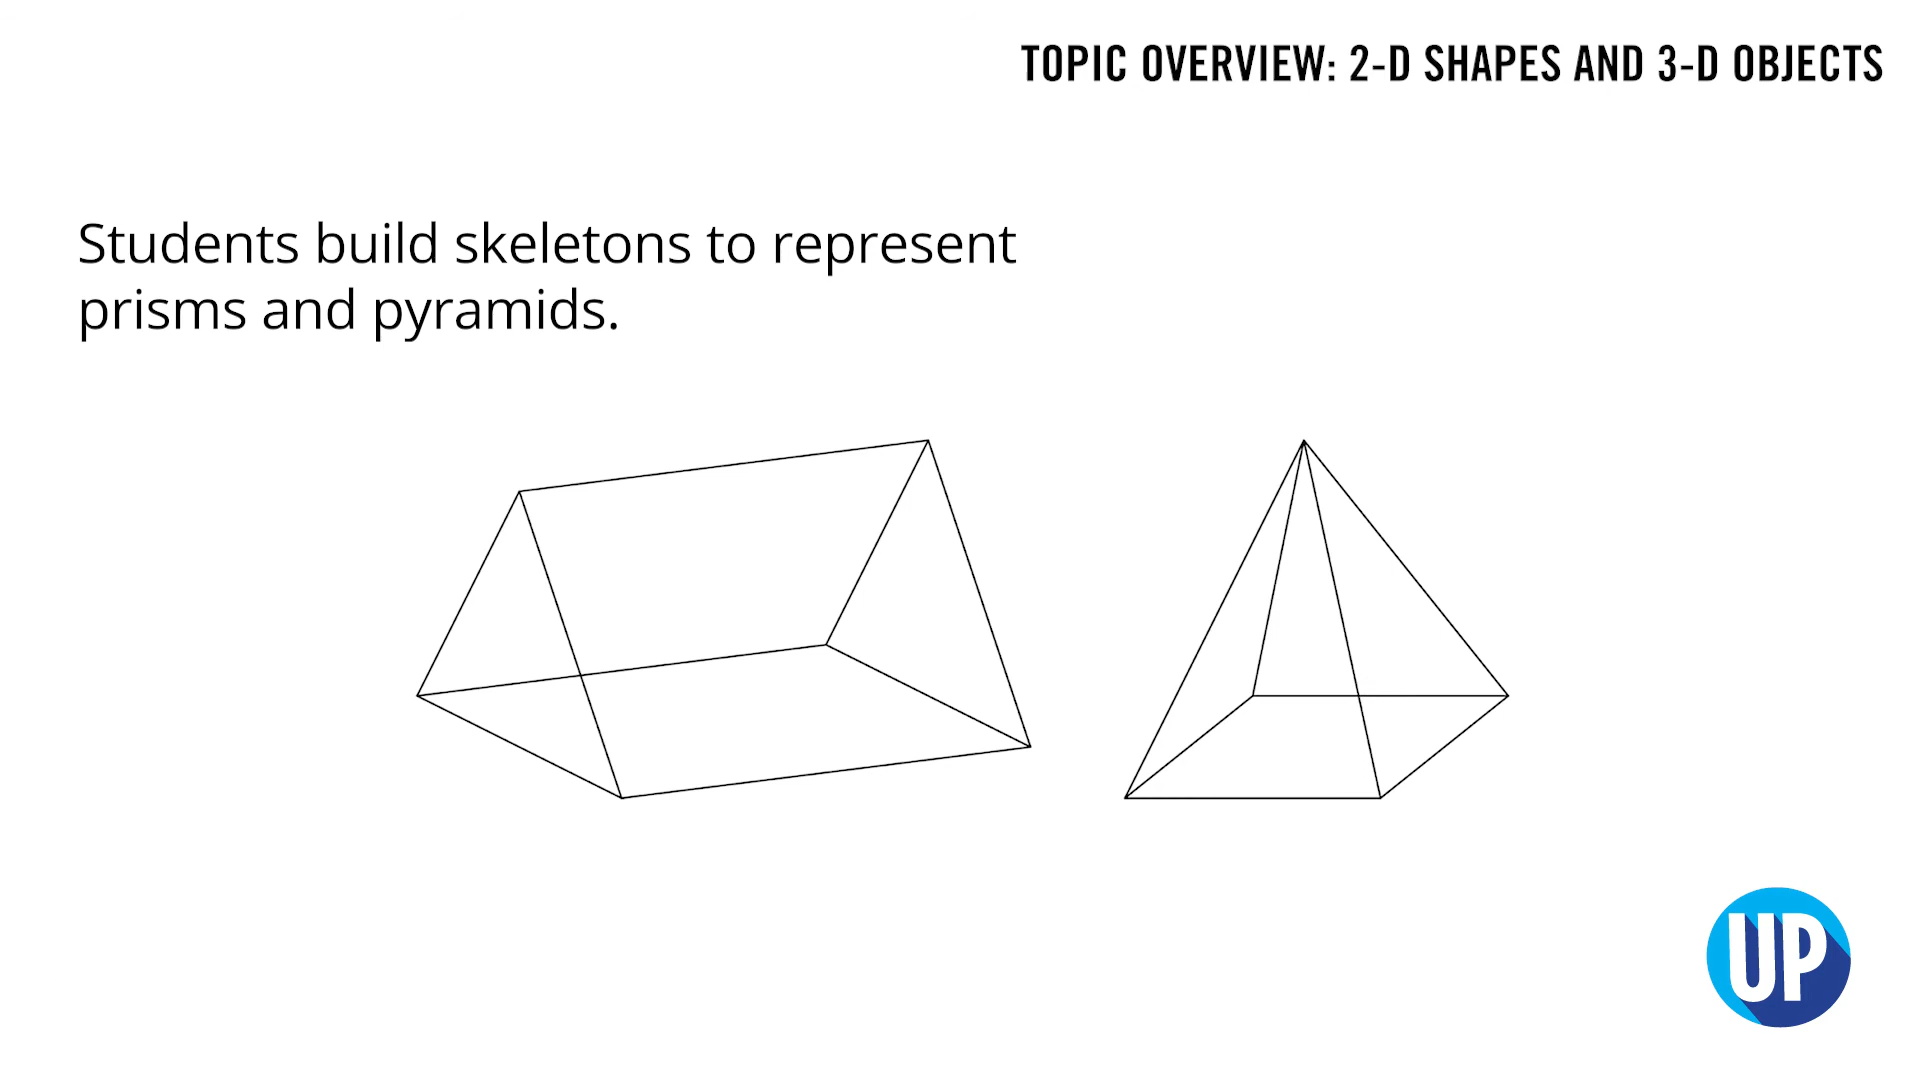 TOPIC OVERVIEW: 2-D SHAPES AND 3-D OBJECTS
Students build skeletons to represent
prisms and pyramids.
UP